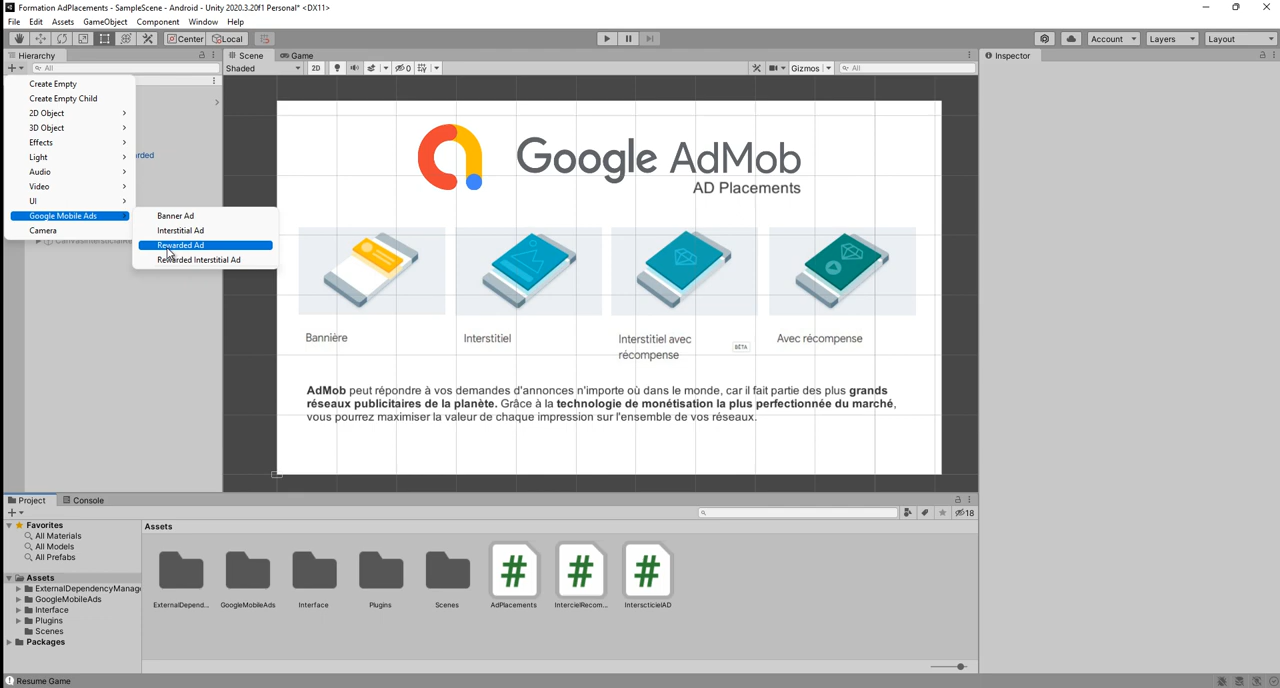 Formation AdPlacements - SampleScene - Android - Unity 2020.3.20f1 Personal* <DX11>
File Edit Assets GameObject Component Window Help
Center Local Account Layers Layout
Hierarchy Scene Game Inspector
All Shaded 2D 0 Gizmos All
Create Empty
Create Empty Child
2D Object
3D Object
Effects
Light
Audio
Video
UI
Google Mobile Ads
Camera
Banner Ad
Interstitial Ad
Rewarded Ad
Rewarded Interstitial Ad
Google AdMob
AD Placements
Bannière
Interstitiel
Interstitiel avec récompense
BÊTA
Avec récompense
AdMob peut répondre à vos demandes d'annonces n'importe où dans le monde, car il fait partie des plus grands
réseaux publicitaires de la planète. Grâce à la technologie de monétisation la plus perfectionnée du marché,
vous pourrez maximiser la valeur de chaque impression sur l'ensemble de vos réseaux.
Project Console
18
Favorites
All Materials
All Models
All Prefabs
Assets
ExternalDependencyManag
GoogleMobileAds
Interface
Plugins
Scenes
Packages
Assets
ExternalDepend... GoogleMobileAds Interface Plugins Scenes AdPlacements IntercielRecom... InterscticielAD
Resume Game